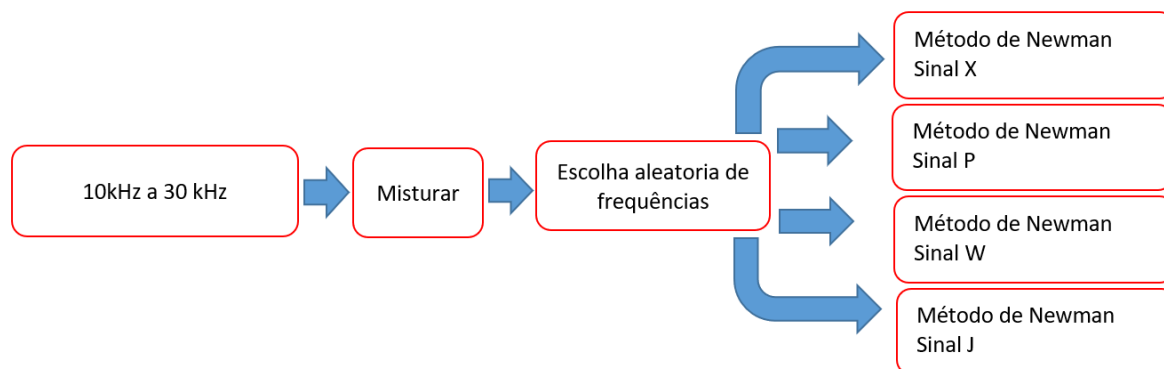 10kHz a 30 kHz
Misturar
Escolha aleatoria de
frequências
Método de Newman
Sinal X
Método de Newman
Sinal P
Método de Newman
Sinal W
Método de Newman
Sinal J